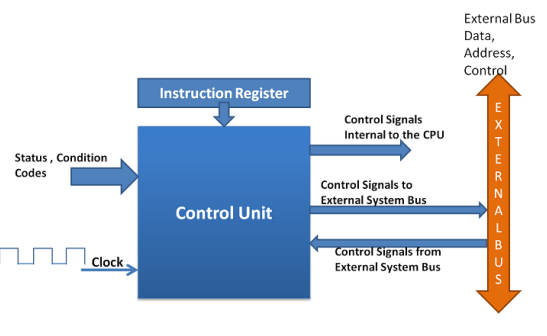 External Bus
Data,
Address,
Control
Instruction Register
Control Signals
Internal to the CPU
Status , Condition
Codes
Control Signals to
External System Bus
Control Unit
Control Signals from
External System Bus
Clock
EXTERNALBUS